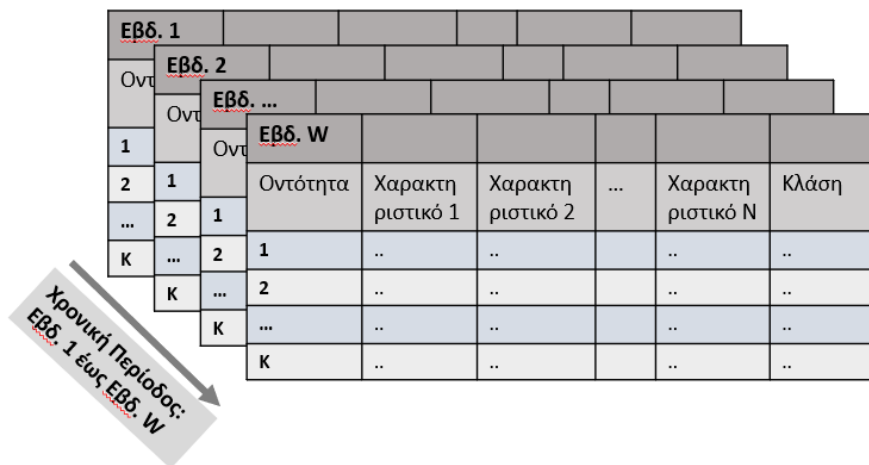 Εβδ. 1
Οντ
1
2
...
Κ
Εβδ. 2
Οντ
1
2
...
Κ
Εβδ. ...
Οντ
1
2
...
Κ
Εβδ. W
Οντότητα Χαρακτη Χαρακτη ... Χαρακτη Κλάση
ριστικό 1 ριστικό 2 ριστικό Ν
1 .. .. .. ..
2 .. .. .. ..
... .. .. .. ..
Κ .. .. .. ..
Χρονική Περίοδος:
Εβδ. 1 έως Εβδ. W